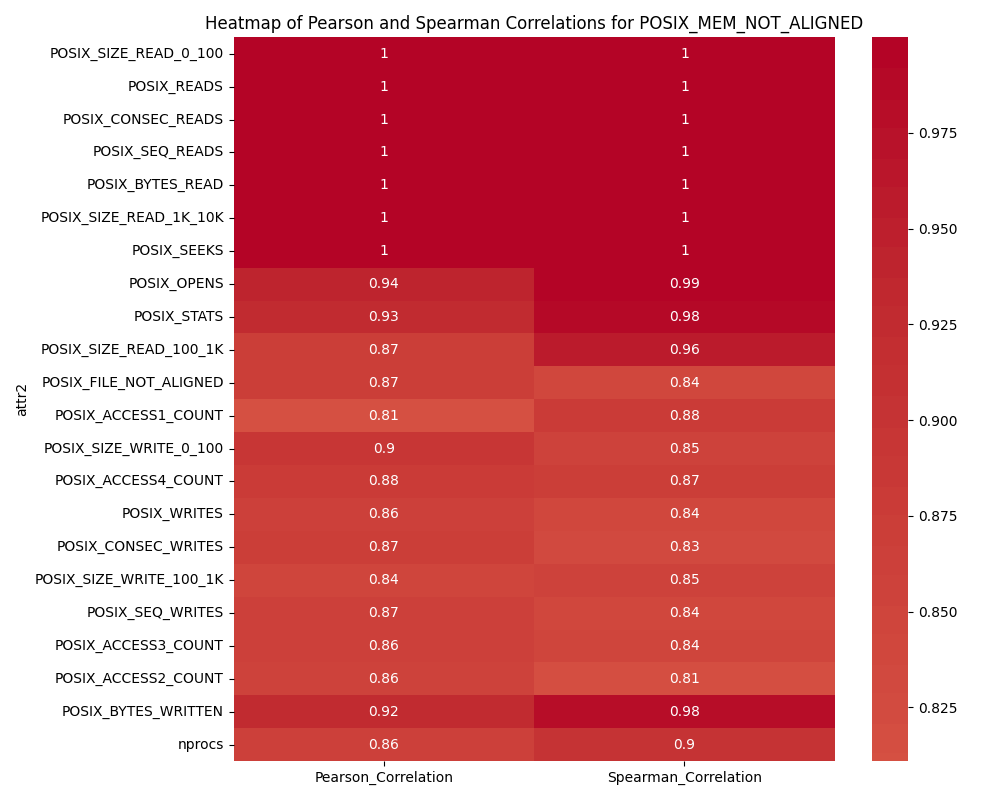 Heatmap of Pearson and Spearman Correlations for POSIX_MEM_NOT_ALIGNED
attr2
POSIX_SIZE_READ_0_100 1 1
POSIX_READS 1 1
POSIX_CONSEC_READS 1 1
POSIX_SEQ_READS 1 1
POSIX_BYTES_READ 1 1
POSIX_SIZE_READ_1K_10K 1 1
POSIX_SEEKS 1 1
POSIX_OPENS 0.94 0.99
POSIX_STATS 0.93 0.98
POSIX_SIZE_READ_100_1K 0.87 0.96
POSIX_FILE_NOT_ALIGNED 0.87 0.84
POSIX_ACCESS1_COUNT 0.81 0.88
POSIX_SIZE_WRITE_0_100 0.9 0.85
POSIX_ACCESS4_COUNT 0.88 0.87
POSIX_WRITES 0.86 0.84
POSIX_CONSEC_WRITES 0.87 0.83
POSIX_SIZE_WRITE_100_1K 0.84 0.85
POSIX_SEQ_WRITES 0.87 0.84
POSIX_ACCESS3_COUNT 0.86 0.84
POSIX_ACCESS2_COUNT 0.86 0.81
POSIX_BYTES_WRITTEN 0.92 0.98
nprocs 0.86 0.9
Pearson_Correlation Spearman_Correlation
0.975
0.950
0.925
0.900
0.875
0.850
0.825